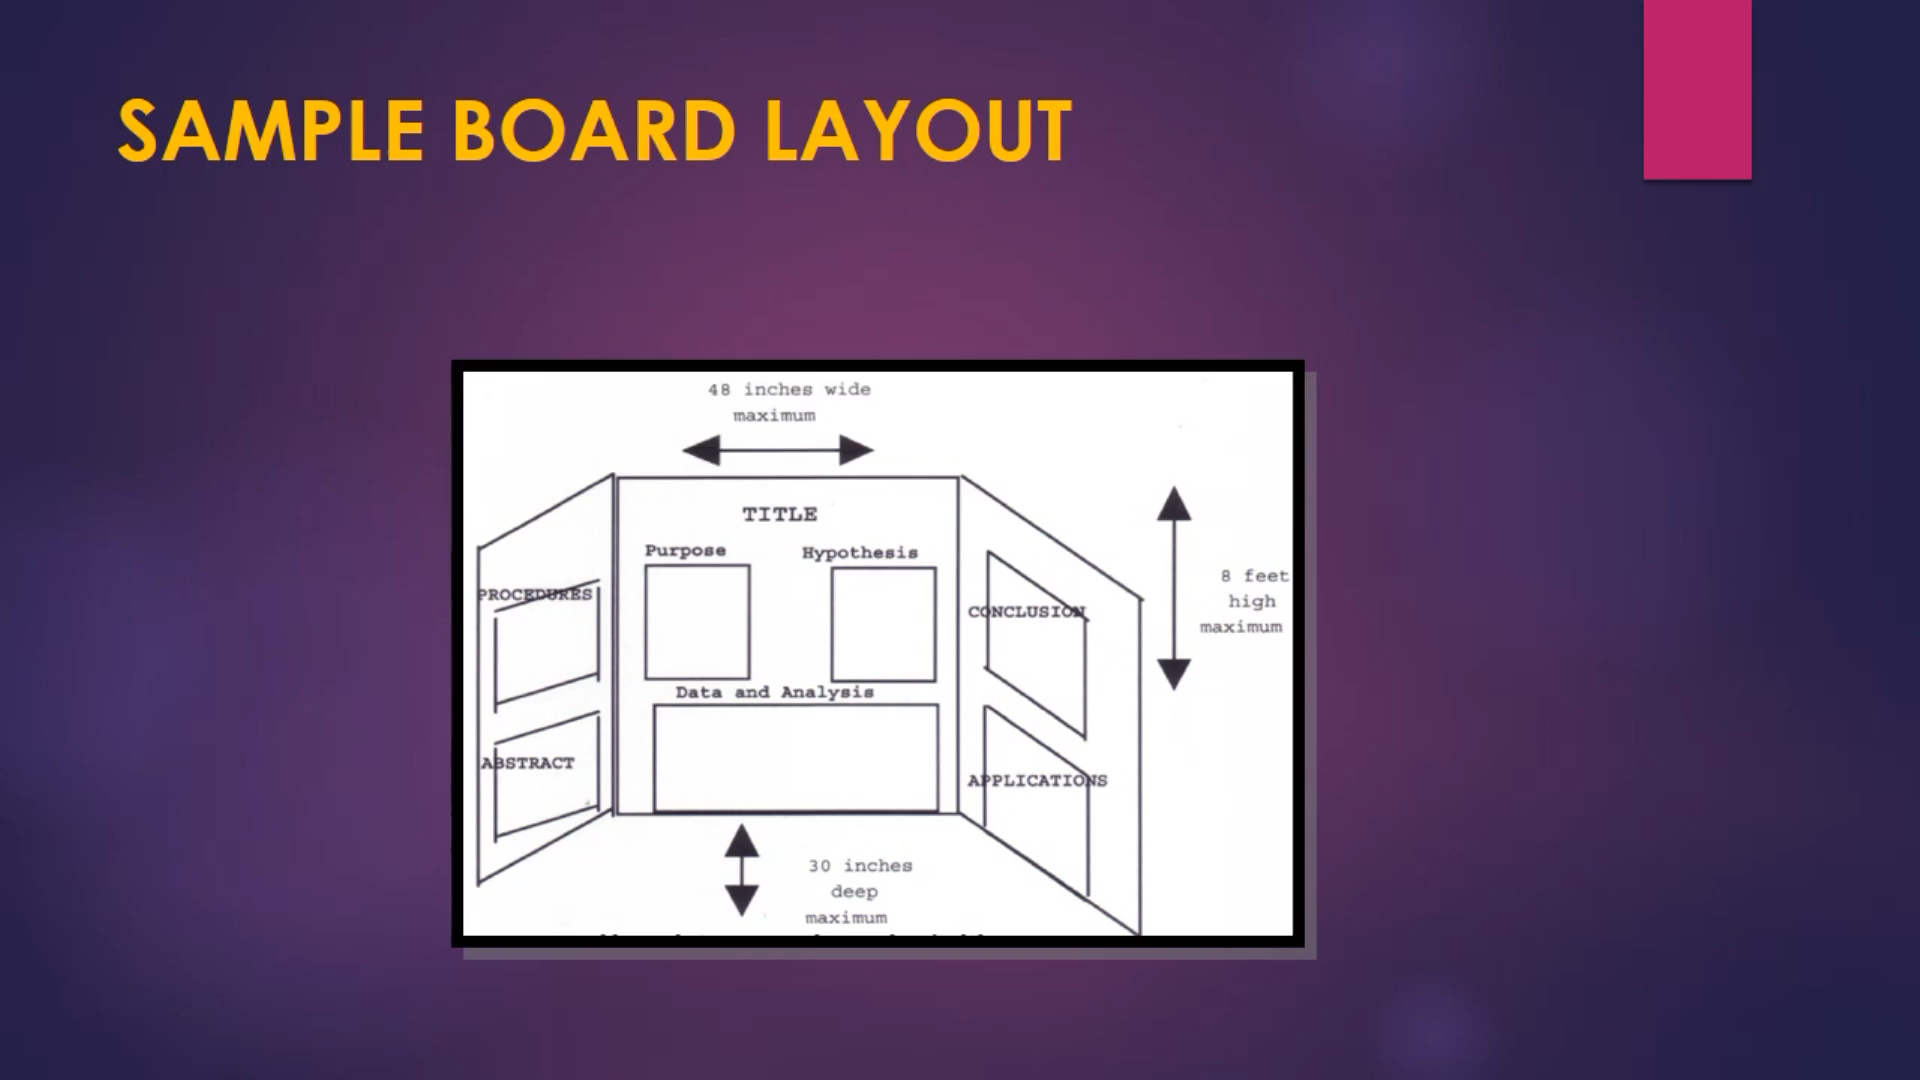 SAMPLE BOARD LAYOUT
48 inches wide
maximum
TITLE
Purpose
Hypothesis
PROCEDURES
CONCLUSION
8 feet
high
maximum
Data and Analysis
ABSTRACT
APPLICATIONS
30 inches
deep
maximum